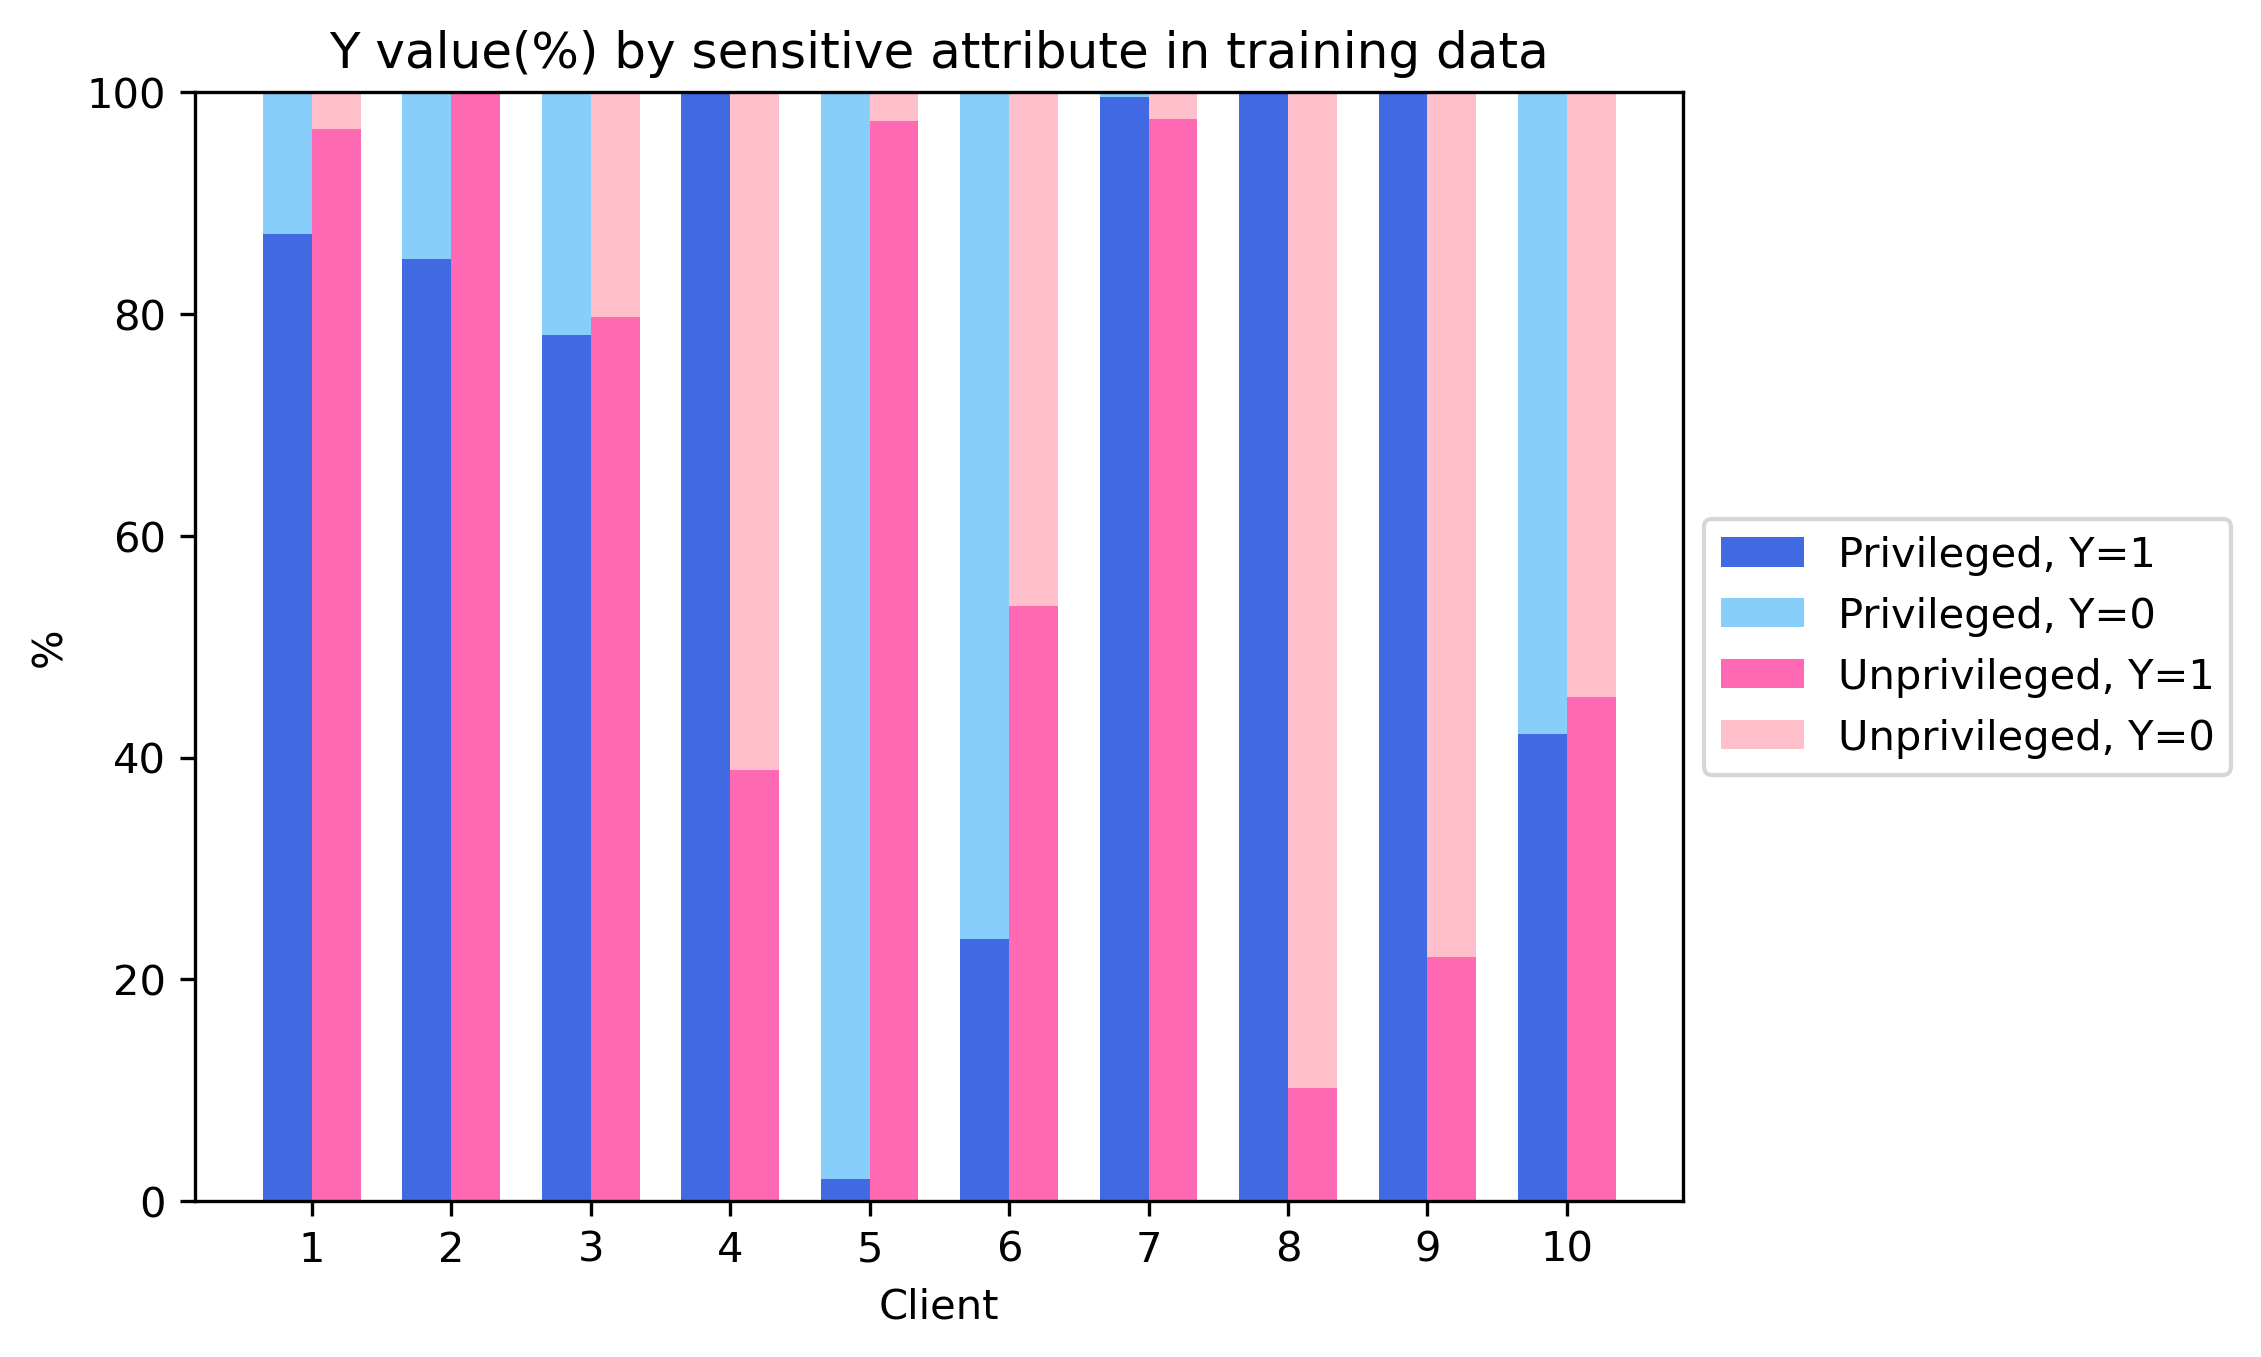 Y value(%) by sensitive attribute in training data
100
80
60
40
20
0
%
1 2 3 4 5 6 7 8 9 10
Client
Privileged, Y=1
Privileged, Y=0
Unprivileged, Y=1
Unprivileged, Y=0